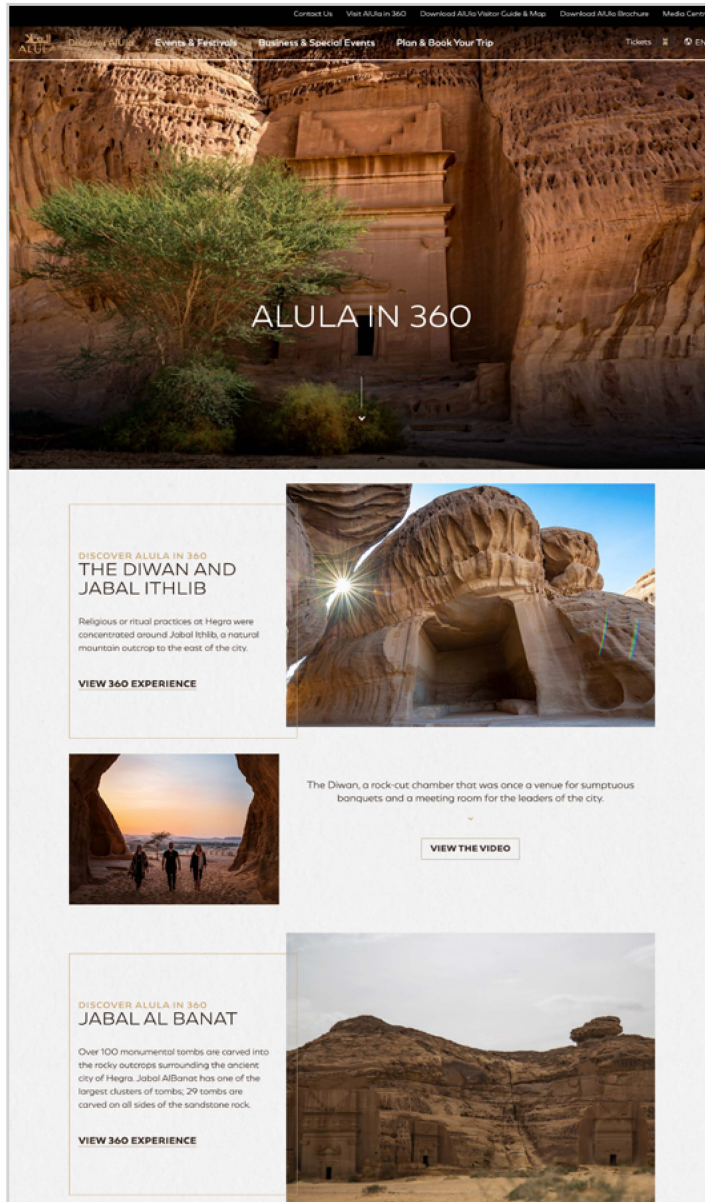 Contact Us Visit AlUla in 360 Download AlUla Visitor Guide & Map Download AlUla Brochure Media Cent
ALULA Discover AlUla Events & Festivals Business & Special Events Plan & Book Your Trip Tickets EN
ALULA IN 360
DISCOVER ALULA IN 360
THE DIWAN AND
JABAL ITHLIB
Religious or ritual practices at Hegra were
concentrated around Jabal Ithlib, a natural
mountain outcrop to the east of the city.
VIEW 360 EXPERIENCE
The Diwan, a rock-cut chamber that was once a venue for sumptuous
banquets and a meeting room for the leaders of the city.
VIEW THE VIDEO
DISCOVER ALULA IN 360
JABAL AL BANAT
Over 100 monumental tombs are carved into
the rocky outcrops surrounding the ancient
city of Hegra. Jabal AlBanat has one of the
largest clusters of tombs; 29 tombs are
carved on all sides of the sandstone rock.
VIEW 360 EXPERIENCE